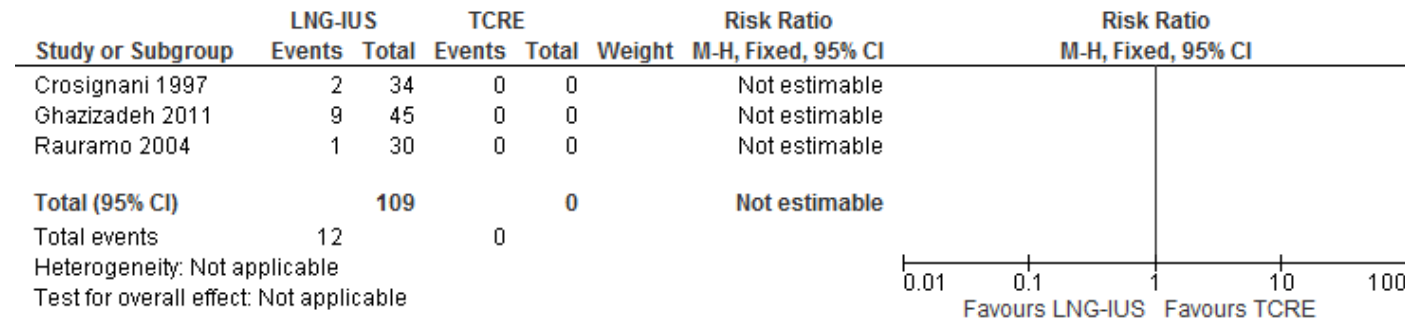 LNG-IUS TCRE Risk Ratio Risk Ratio
Study or Subgroup Events Total Events Total Weight M-H, Fixed, 95% CI M-H, Fixed, 95% CI
Crosignani 1997 2 34 0 0 Not estimable
Ghazizadeh 2011 9 45 0 0 Not estimable
Rauramo 2004 1 30 0 0 Not estimable
Total (95% CI) 109 0 Not estimable
Total events 12 0
Heterogeneity: Not applicable
Test for overall effect: Not applicable
0.01 0.1 1 10 100
Favours LNG-IUS Favours TCRE